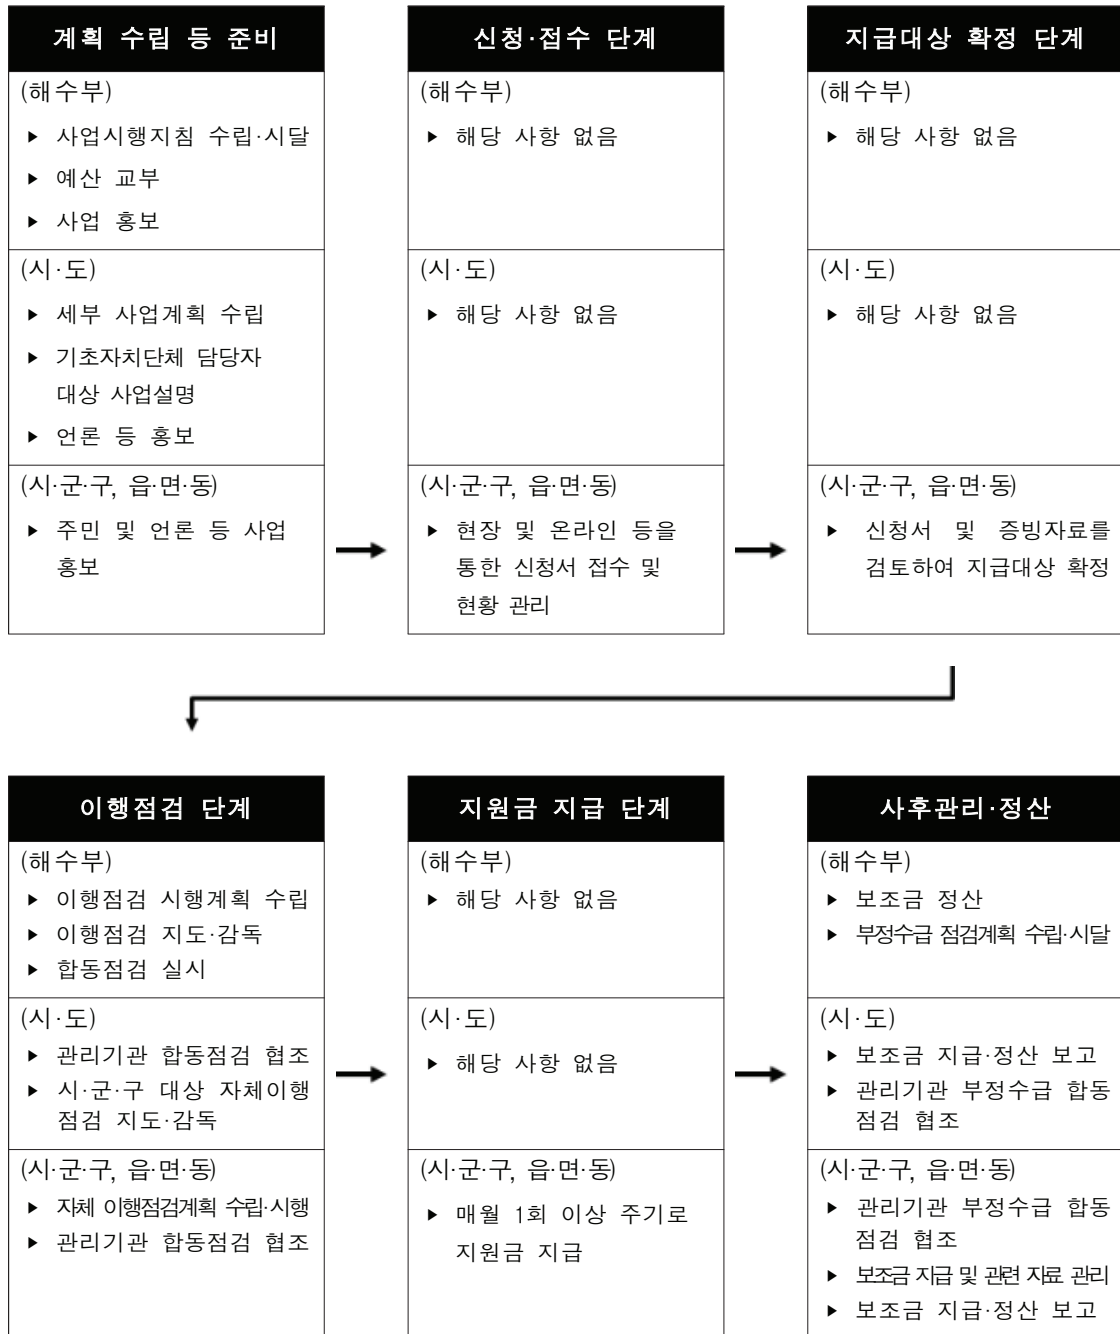 계획 수립 등 준비
(해수부)
▶ 사업시행지침 수립·시달
▶ 예산 교부
▶ 사업 홍보
(시·도)
▶ 세부 사업계획 수립
▶ 기초자치단체 담당자
대상 사업설명
▶ 언론 등 홍보
(시·군·구, 읍·면·동)
▶ 주민 및 언론 등 사업
홍보
신청·접수 단계
(해수부)
▶ 해당 사항 없음
(시·도)
▶ 해당 사항 없음
(시·군·구, 읍·면·동)
▶ 현장 및 온라인 등을
통한 신청서 접수 및
현황 관리
지급대상 확정 단계
(해수부)
▶ 해당 사항 없음
(시·도)
▶ 해당 사항 없음
(시·군·구, 읍·면·동)
▶ 신청서 및 증빙자료를
검토하여 지급대상 확정
이행점검 단계
(해수부)
▶ 이행점검 시행계획 수립
▶ 이행점검 지도·감독
▶ 합동점검 실시
(시·도)
▶ 관리기관 합동점검 협조
▶ 시·군·구 대상 자체이행
점검 지도·감독
(시·군·구, 읍·면·동)
▶ 자체 이행점검계획 수립·시행
▶ 관리기관 합동점검 협조
지원금 지급 단계
(해수부)
▶ 해당 사항 없음
(시·도)
▶ 해당 사항 없음
(시·군·구, 읍·면·동)
▶ 매월 1회 이상 주기로
지원금 지급
사후관리·정산
(해수부)
▶ 보조금 정산
▶ 부정수급 점검계획 수립·시달
(시·도)
▶ 보조금 지급·정산 보고
▶ 관리기관 부정수급 합동
점검 협조
(시·군·구, 읍·면·동)
▶ 관리기관 부정수급 합동
점검 협조
▶ 보조금 지급 및 관련 자료 관리
▶ 보조금 지급·정산 보고